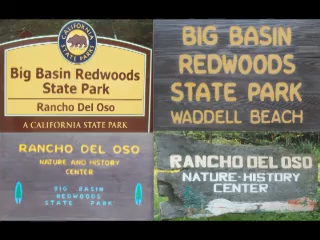 CALIFORNIA
STATE PARKS
Big Basin Redwoods
State Park
Rancho Del Oso
A CALIFORNIA STATE PARK
BIG BASIN
REDWOODS
STATE PARK
WADDELL BEACH
RANCHO DEL OSO
NATURE AND HISTORY
CENTER
BIG BASIN
REDWOODS
STATE PARK
RANCHO DEL OSO
NATURE-HISTORY
CENTER